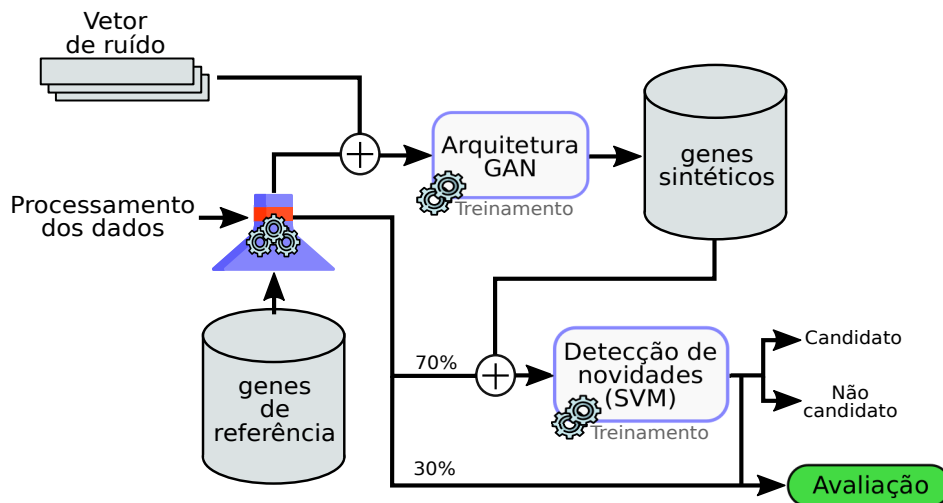 Vetor
de ruído
Arquitetura
GAN
Treinamento
genes
sintéticos
Processamento
dos dados
genes
de
referência
70%
Detecção de
novidades
(SVM)
Treinamento
Candidato
Não
candidato
30%
Avaliação